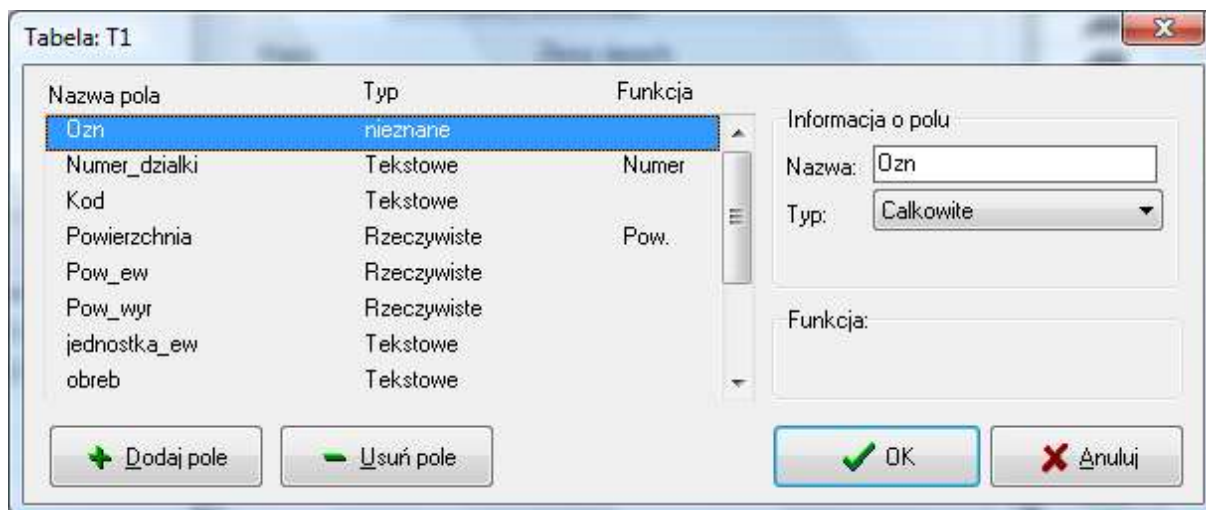 Tabela: T1
Nazwa pola Typ Funkcja
Ozn nieznane
Numer_dzialki Tekstowe Numer
Kod Tekstowe
Powierzchnia Rzeczywiste Pow.
Pow_ew Rzeczywiste
Pow_wyr Rzeczywiste
jednostka_ew Tekstowe
obreb Tekstowe
Informacja o polu
Nazwa: Ozn
Typ: Calkowite
Funkcja:
Dodaj pole Usuń pole OK Anuluj